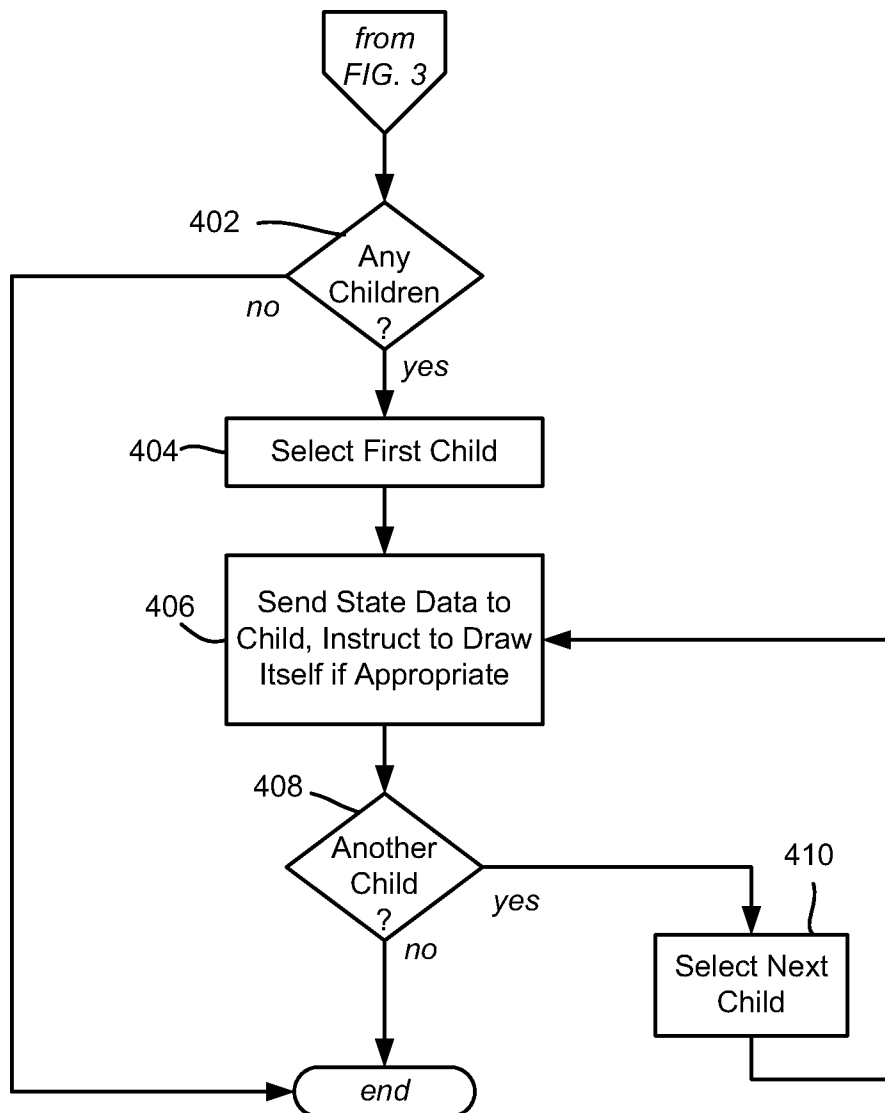 from
FIG. 3
402
Any
Children
?
no
yes
404
Select First Child
406
Send State Data to
Child, Instruct to Draw
Itself if Appropriate
408
Another
Child
?
yes
no
410
Select Next
Child
end